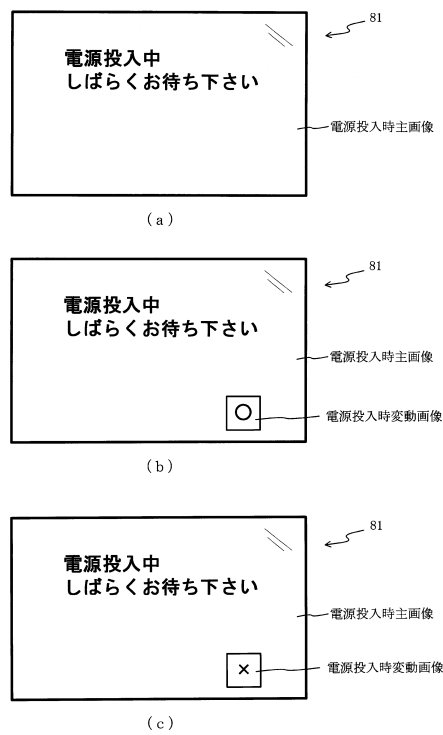 電源投入中
しばらくお待ち下さい
81
電源投入時主画像
(a)
電源投入中
しばらくお待ち下さい
81
電源投入時主画像
○
電源投入時変動画像
(b)
電源投入中
しばらくお待ち下さい
81
電源投入時主画像
×
電源投入時変動画像
(c)